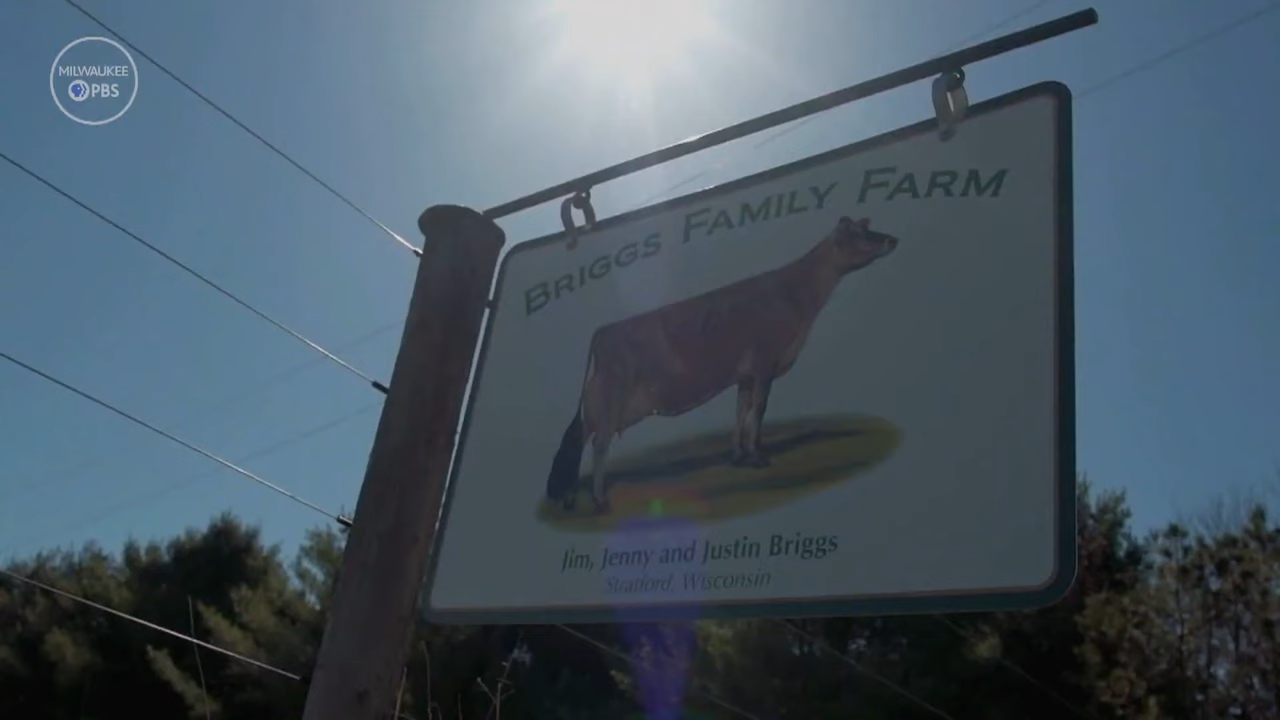 MILWAUKEE
PBS
BRIGGS FAMILY FARM
Jim, Jenny and Justin Briggs
Stratford, Wisconsin